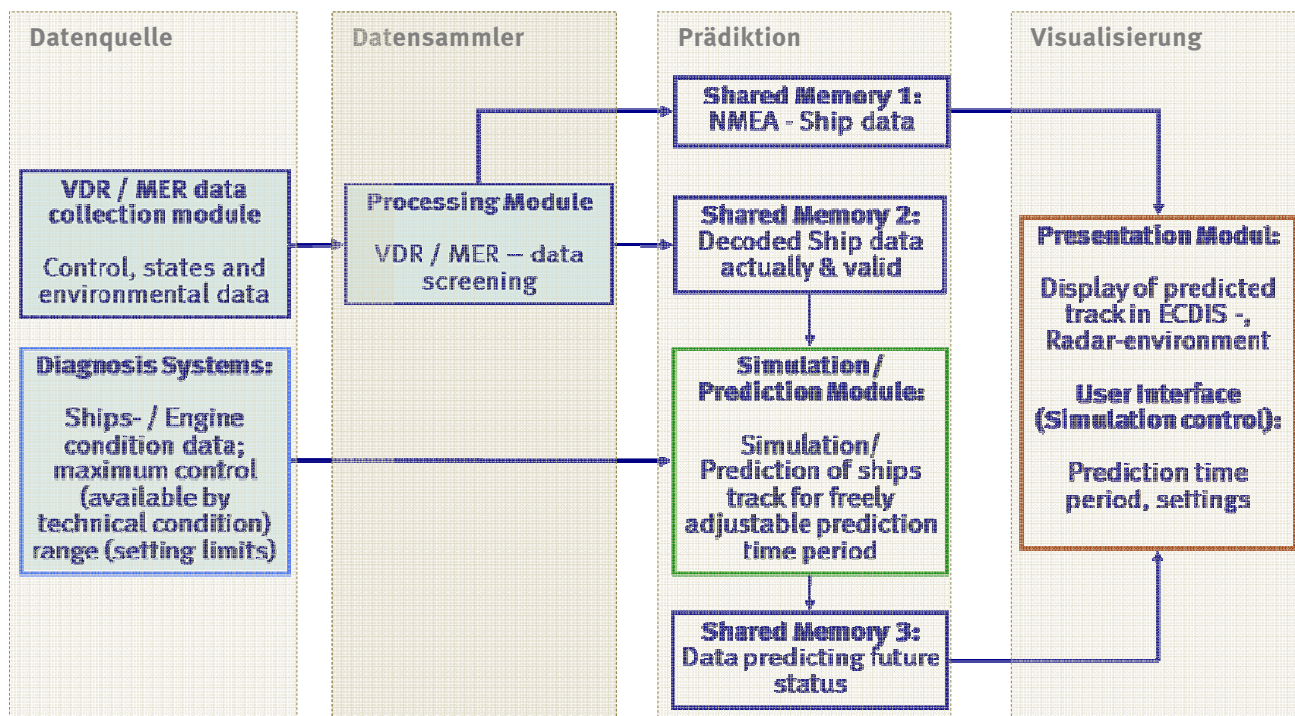 Datenquelle
Datensammler
Prädiktion
Visualisierung
VDR / MER data
collection module
Control, states and
environmental data
Diagnosis Systems:
Ships- / Engine
condition data;
maximum control
(available by
technical condition)
range (setting limits)
Processing Module
VDR / MER – data
screening
Shared Memory 1:
NMEA - Ship data
Shared Memory 2:
Decoded Ship data
actually & valid
Simulation /
Prediction Module:
Simulation/
Prediction of ships
track for freely
adjustable prediction
time period
Shared Memory 3:
Data predicting future
status
Presentation Modul:
Display of predicted
track in ECDIS -,
Radar-environment
User Interface
(Simulation control):
Prediction time
period, settings